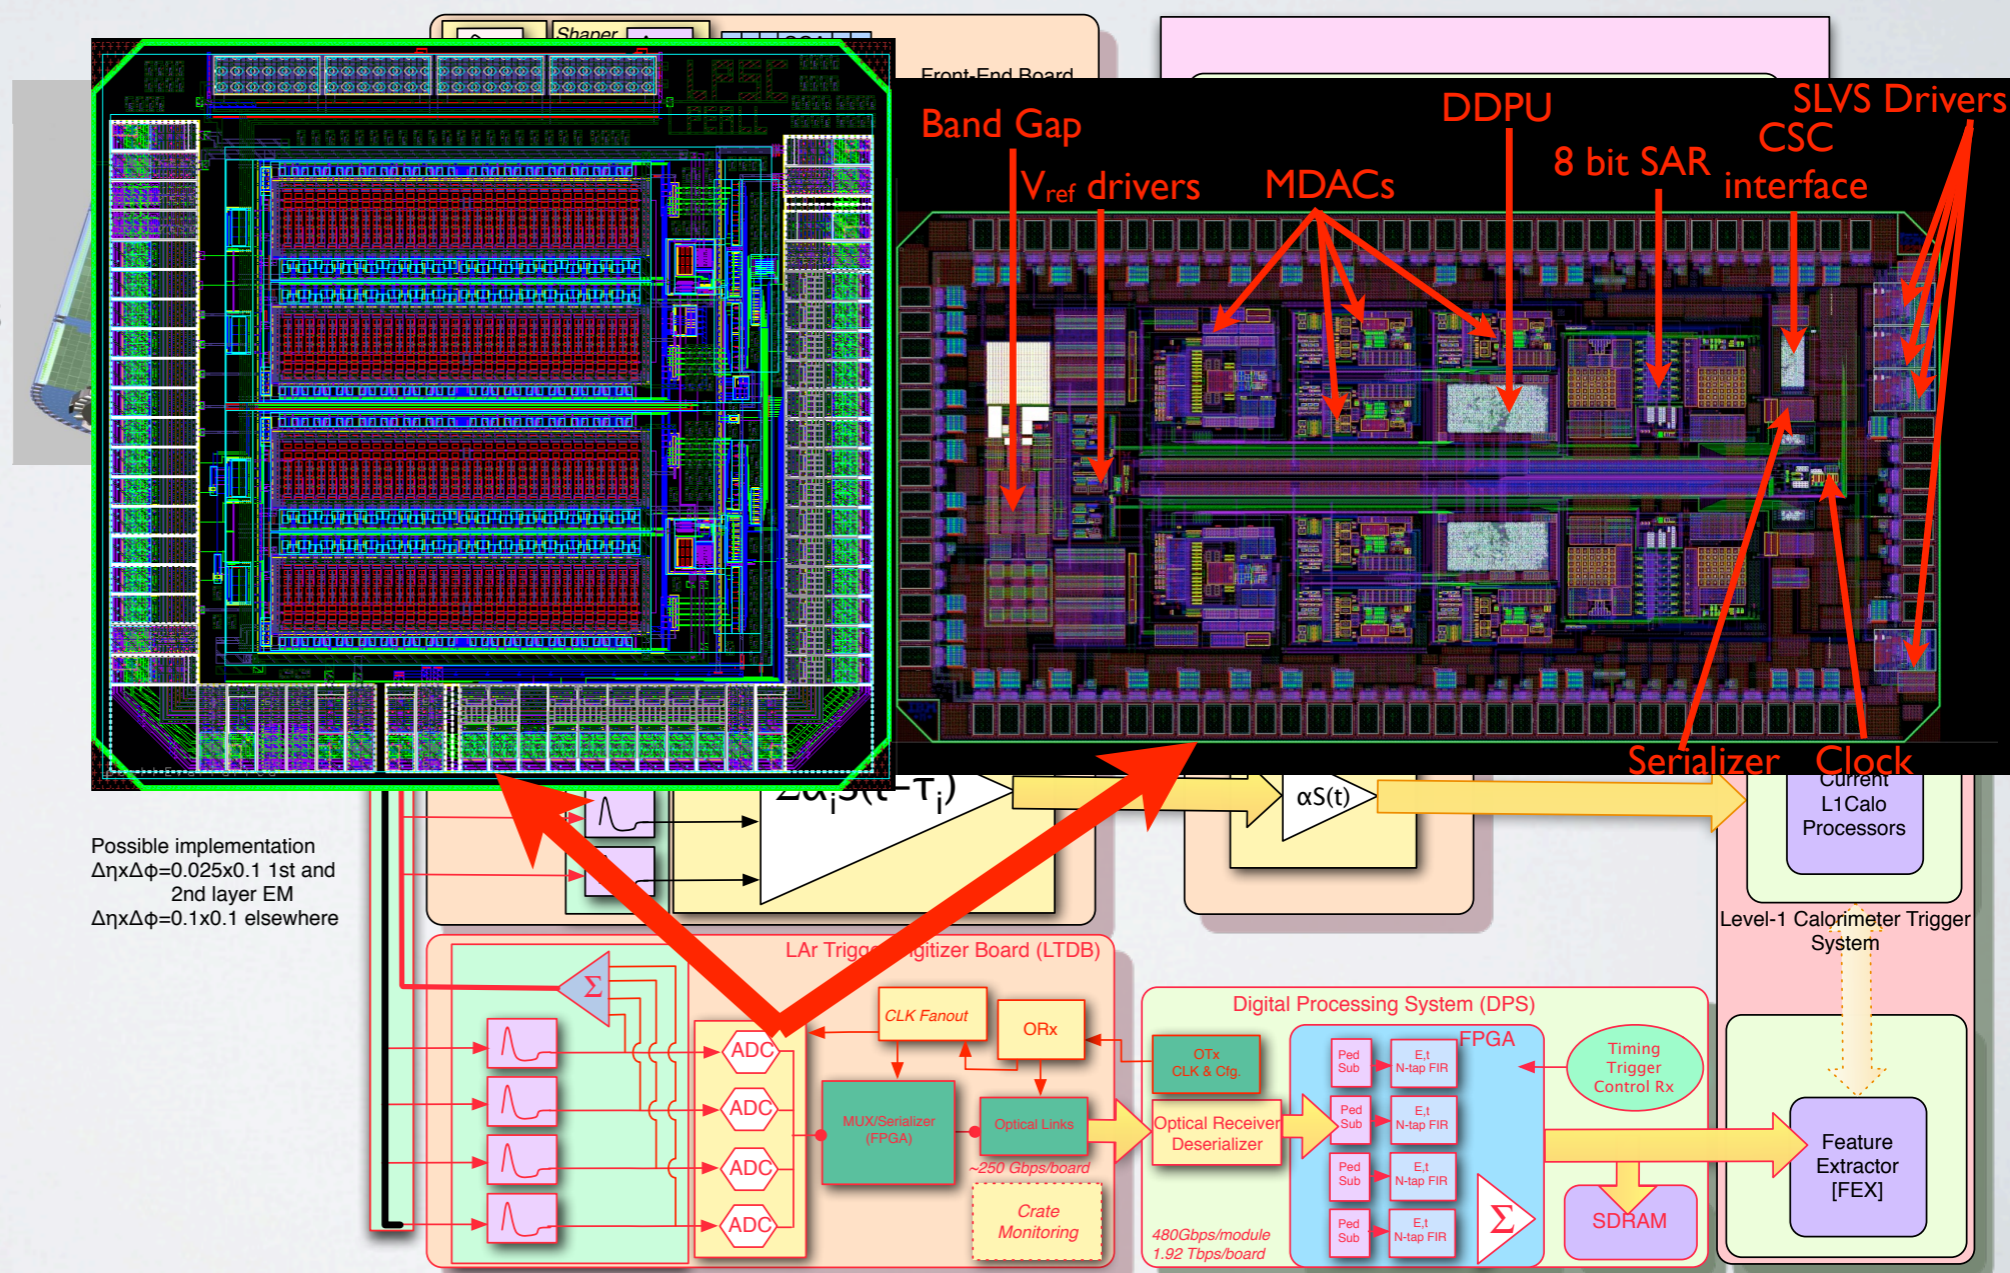 Shaper
Front-End Board
Band Gap
V_ref drivers
MDACs
DDPU
8 bit SAR
CSC
interface
SLVS Drivers
Serializer
Clock
αS(t)
Current
L1Calo
Processors
Possible implementation
ΔηxΔφ=0.025x0.1 1st and
2nd layer EM
ΔηxΔφ=0.1x0.1 elsewhere
Level-1 Calorimeter Trigger
System
LAr Trigger Digitizer Board (LTDB)
Σ
CLK Fanout
ORx
ADC
ADC
ADC
ADC
MUX/Serializer
(FPGA)
Optical Links
~250 Gbps/board
Crate
Monitoring
Digital Processing System (DPS)
OTx
CLK & Cfg.
Optical Receiver
Deserializer
480Gbps/module
1.92 Tbps/board
FPGA
Ped
Sub
E,t
N-tap FIR
Ped
Sub
E,t
N-tap FIR
Ped
Sub
E,t
N-tap FIR
Ped
Sub
E,t
N-tap FIR
Σ
Timing
Trigger
Control Rx
SDRAM
Feature
Extractor
[FEX]